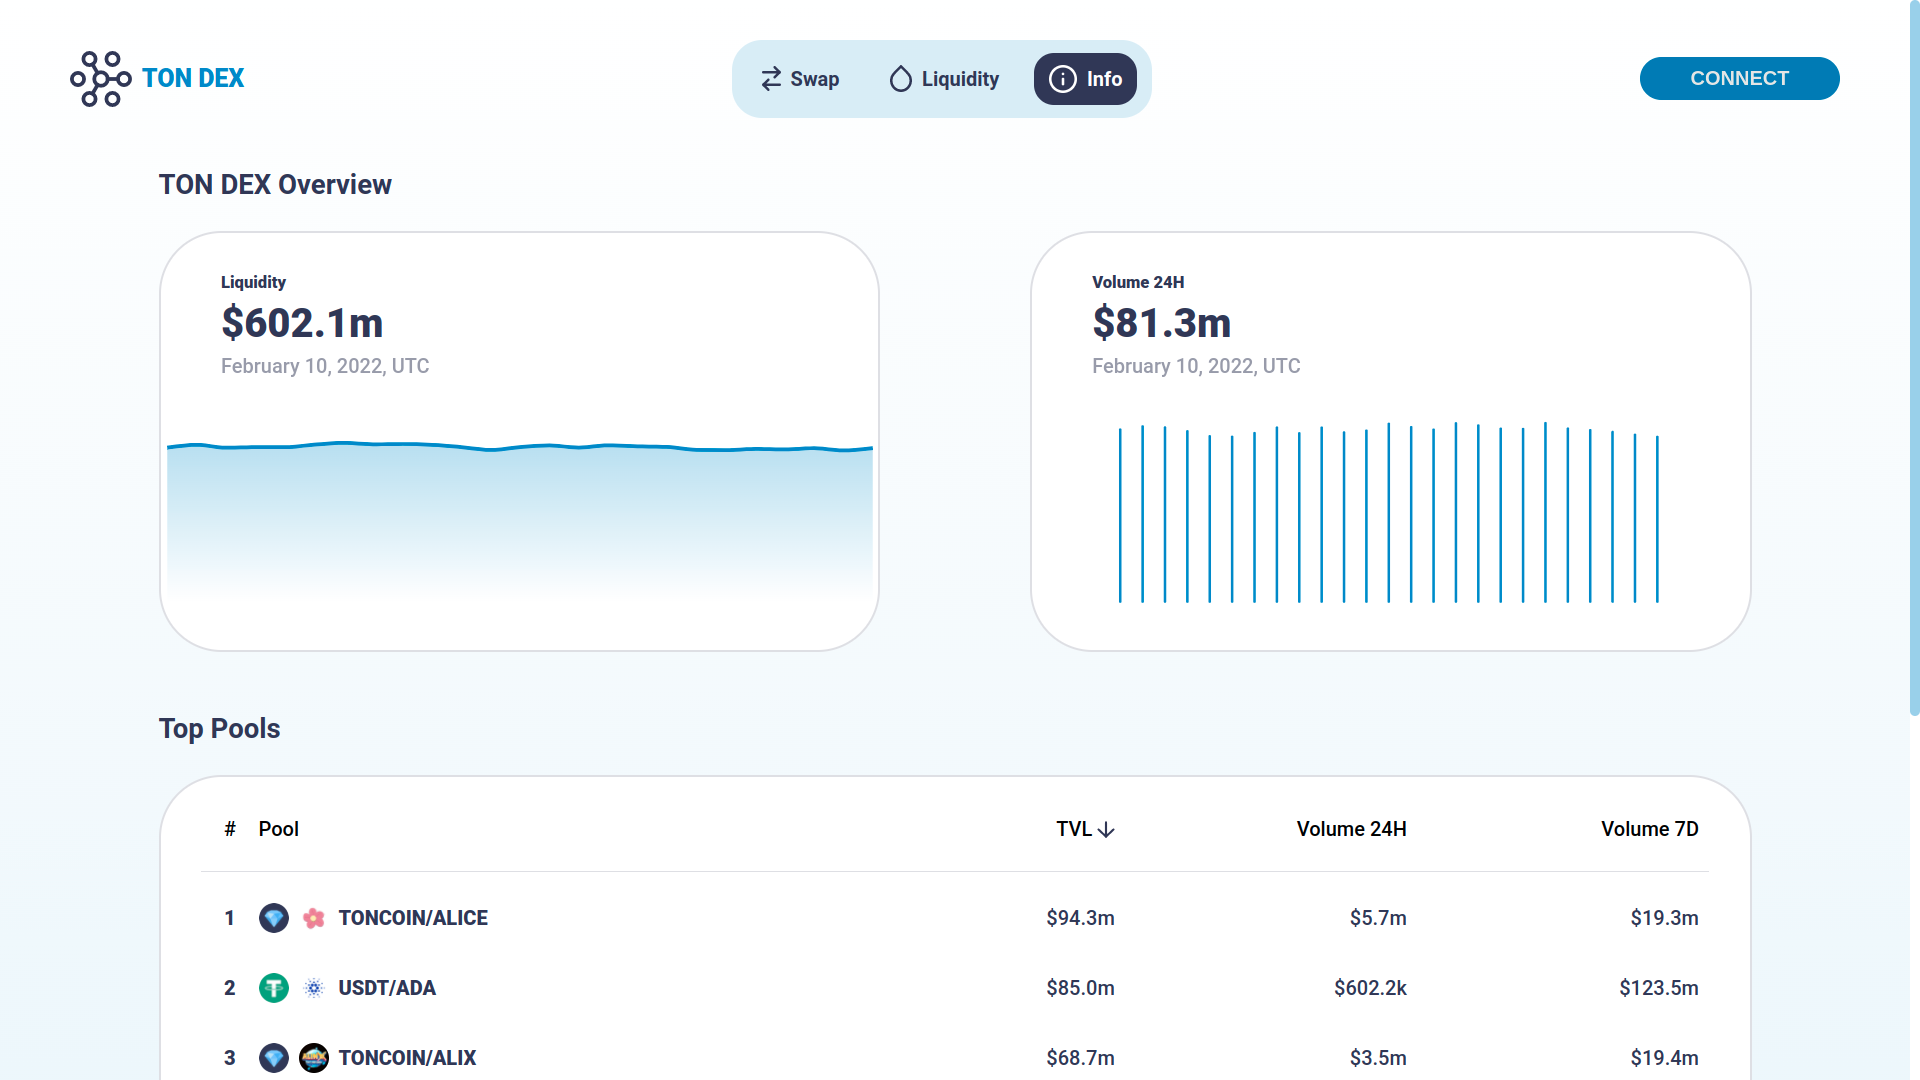 TON DEX
Swap
Liquidity
Info
CONNECT
TON DEX Overview
Liquidity
$602.1m
February 10, 2022, UTC
Volume 24H
$81.3m
February 10, 2022, UTC
Top Pools
# Pool TVL Volume 24H Volume 7D
1 TONCOIN/ALICE $94.3m $5.7m $19.3m
2 USDT/ADA $85.0m $602.2k $123.5m
3 TONCOIN/ALIX $68.7m $3.5m $19.4m